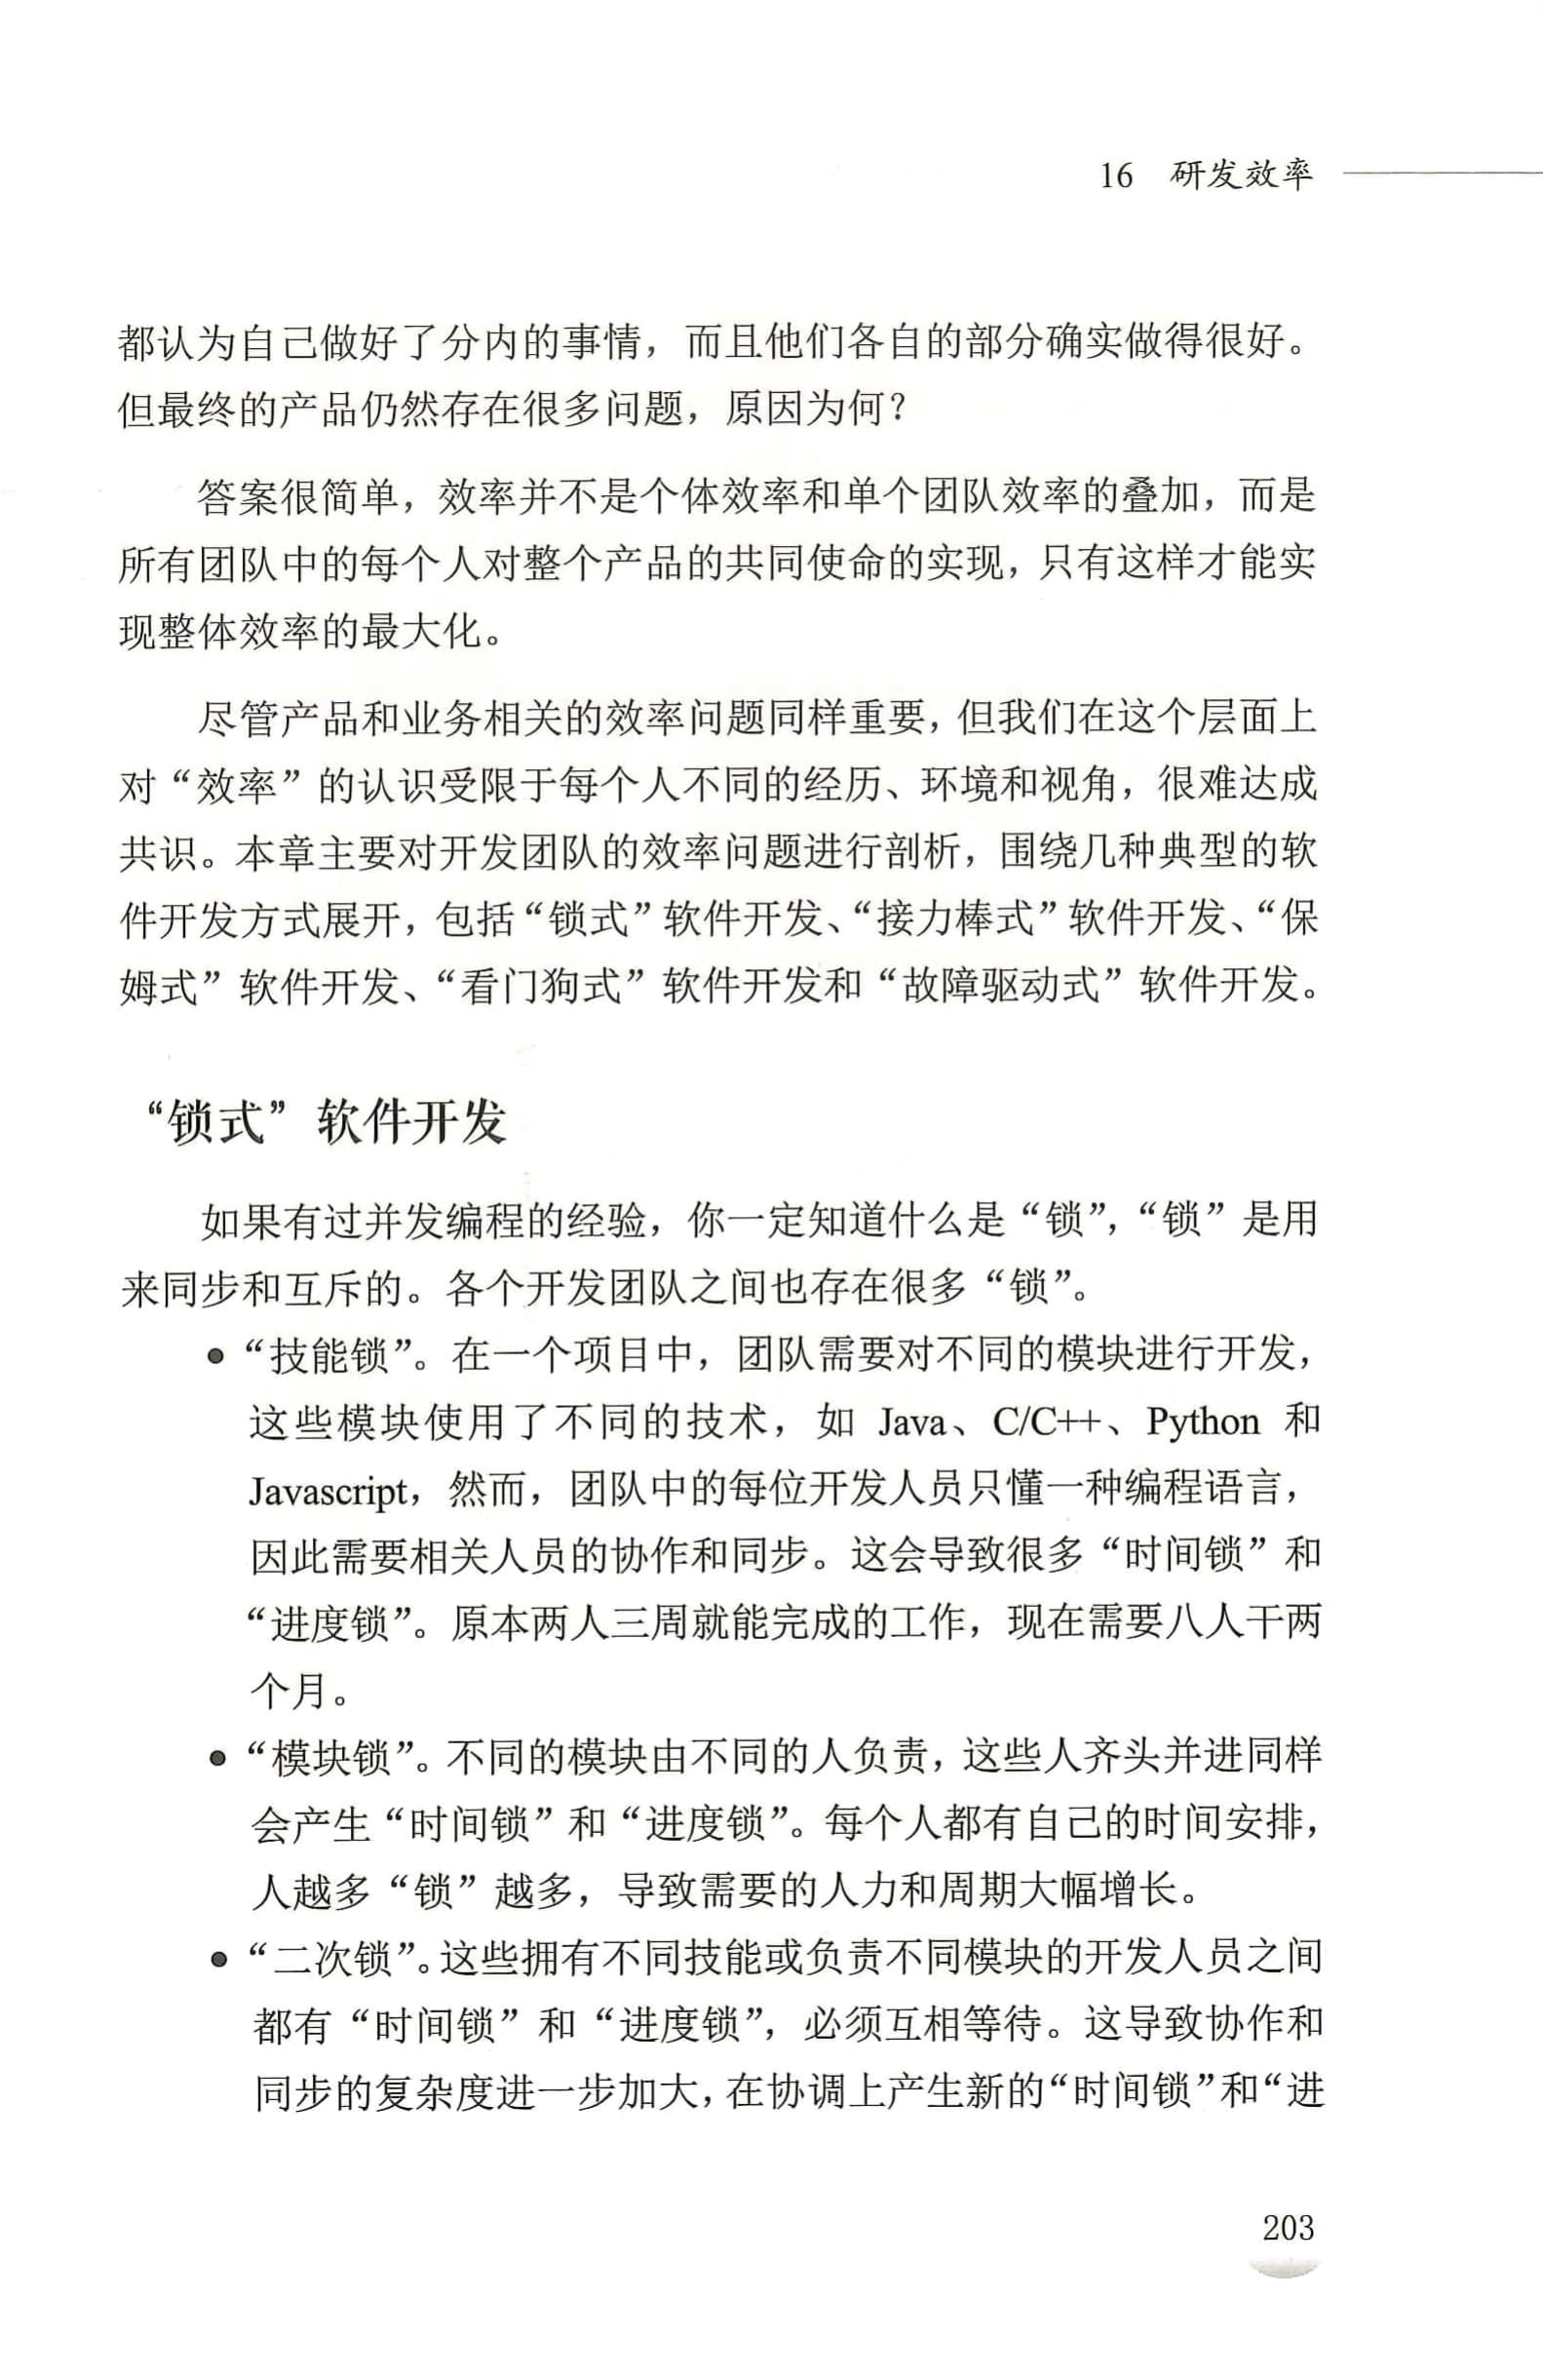 16 研发效率
都认为自己做好了分内的事情，而且他们各自的部分确实做得很好。
但最终的产品仍然存在很多问题，原因为何？
答案很简单，效率并不是个体效率和单个团队效率的叠加，而是
所有团队中的每个人对整个产品的共同使命的实现，只有这样才能实
现整体效率的最大化。
尽管产品和业务相关的效率问题同样重要，但我们在这个层面上
对“效率”的认识受限于每个人不同的经历、环境和视角，很难达成
共识。本章主要对开发团队的效率问题进行剖析，围绕几种典型的软
件开发方式展开，包括“锁式”软件开发、“接力棒式”软件开发、“保
姆式”软件开发、“看门狗式”软件开发和“故障驱动式”软件开发。
“锁式”软件开发
如果有过并发编程的经验，你一定知道什么是“锁”，“锁”是用
来同步和互斥的。各个开发团队之间也存在很多“锁”。
● “技能锁”。在一个项目中，团队需要对不同的模块进行开发，
这些模块使用了不同的技术，如 Java、C/C++、Python 和
Javascript，然而，团队中的每位开发人员只懂一种编程语言，
因此需要相关人员的协作和同步。这会导致很多“时间锁”和
“进度锁”。原本两人三周就能完成的工作，现在需要八人干两
个月。
● “模块锁”。不同的模块由不同的人负责，这些人齐头并进同样
会产生“时间锁”和“进度锁”。每个人都有自己的时间安排，
人越多“锁”越多，导致需要的人力和周期大幅增长。
● “二次锁”。这些拥有不同技能或负责不同模块的开发人员之间
都有“时间锁”和“进度锁”，必须互相等待。这导致协作和
同步的复杂度进一步加大，在协调上产生新的“时间锁”和“进
203